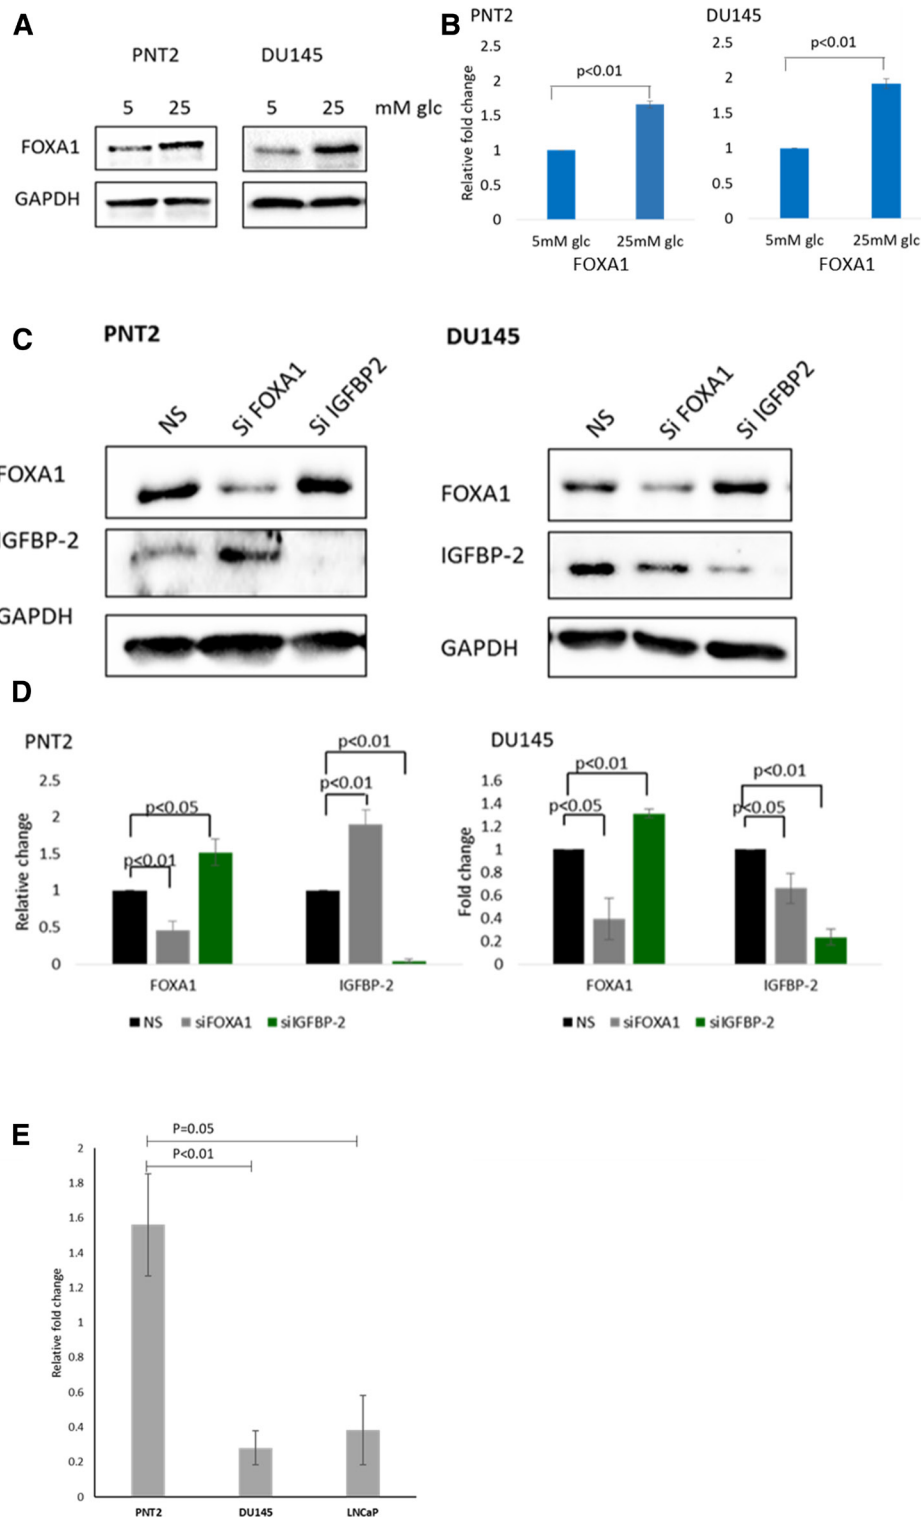 A
PNT2 DU145
5 25 5 25 mM glc
FOXA1
GAPDH
B
PNT2
2.5
2
1.5
1
0.5
0
Relative fold change
p<0.01
5mM glc 25mM glc
FOXA1
DU145
2.5
2
1.5
1
0.5
0
p<0.01
5mM glc 25mM glc
FOXA1
C
PNT2
NS Si FOXA1 Si IGFBP2
FOXA1
IGFBP-2
GAPDH
DU145
NS Si FOXA1 Si IGFBP2
FOXA1
IGFBP-2
GAPDH
D
PNT2
2.5
2
1.5
1
0.5
0
Relative change
p<0.05
p<0.01
p<0.01
p<0.01
FOXA1 IGFBP-2
NS siFOXA1 siIGFBP-2
DU145
1.6
1.4
1.2
1
0.8
0.6
0.4
0.2
0
Fold change
p<0.01
p<0.05
p<0.01
p<0.05
FOXA1 IGFBP-2
NS siFOXA1 siIGFBP-2
E
P=0.05
P<0.01
2
1.8
1.6
1.4
1.2
1
0.8
0.6
0.4
0.2
0
Relative fold change
PNT2 DU145 LNCaP